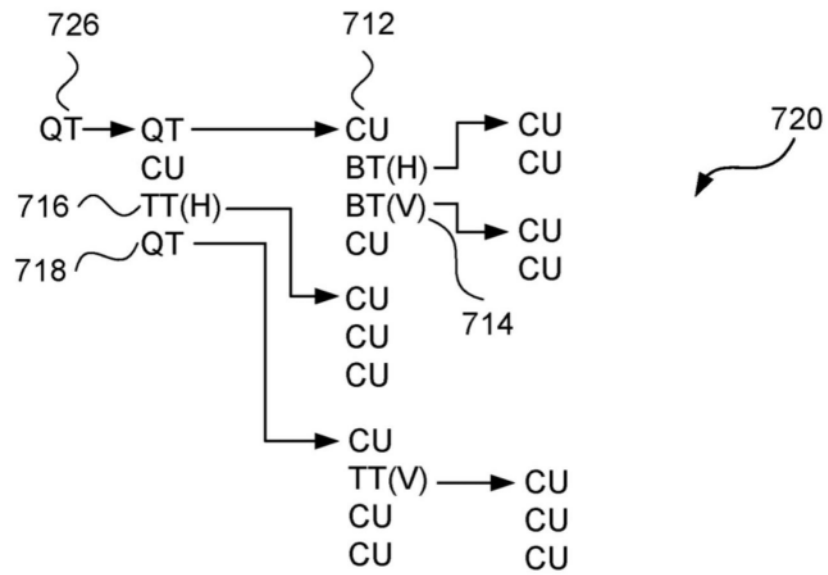 726
712
QT QT CU CU
720
CU BT(H) CU
716 TT(H) BT(V) CU
718 QT CU CU
714
CU
CU
CU
CU
TT(V) CU
CU CU
CU CU